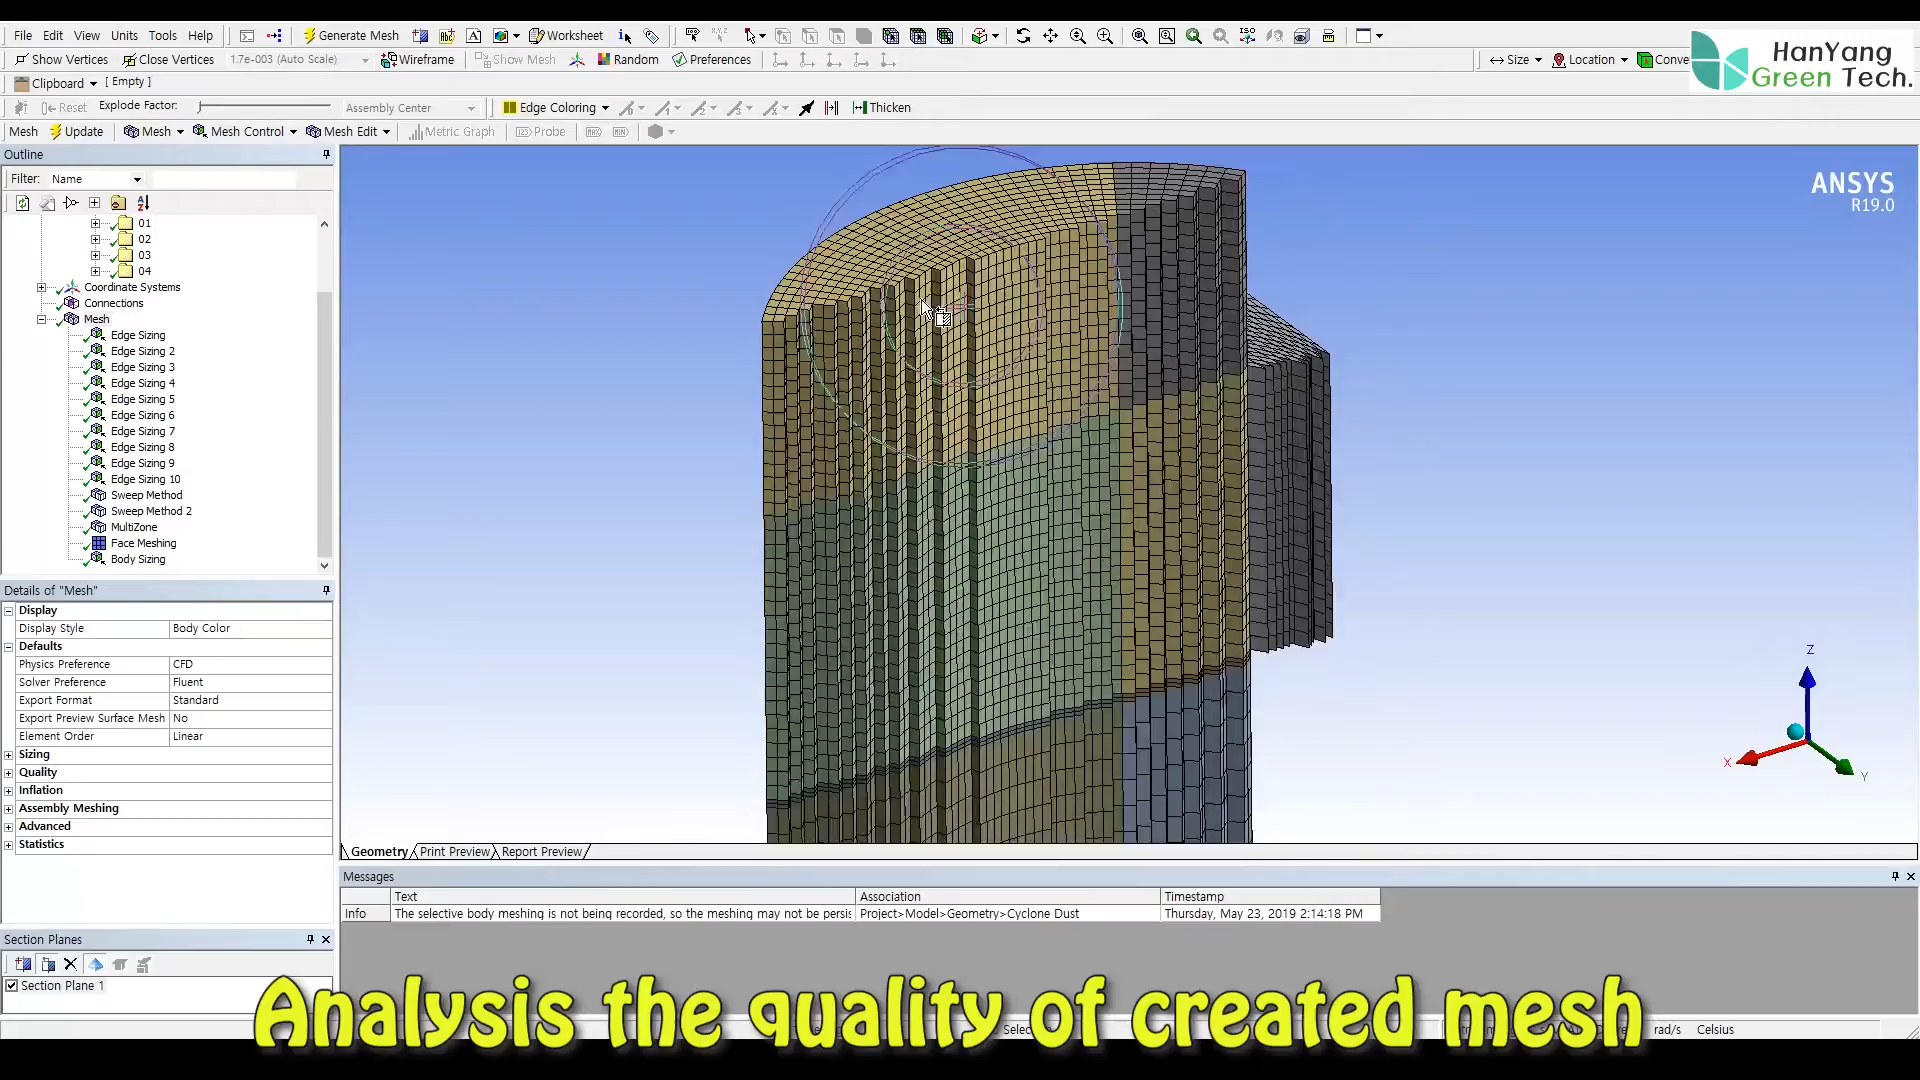 File Edit View Units Tools Help Generate Mesh Worksheet
Show Vertices Close Vertices 1.7e-003 (Auto Scale) Wireframe Show Mesh Random Preferences Size Location Conve
HanYang
Green Tech.
Clipboard [ Empty ]
Reset Explode Factor: Assembly Center Edge Coloring Thicken
Mesh Update Mesh Mesh Control Mesh Edit Metric Graph Probe
Outline
Filter: Name
01
02
03
04
Coordinate Systems
Connections
Mesh
Edge Sizing
Edge Sizing 2
Edge Sizing 3
Edge Sizing 4
Edge Sizing 5
Edge Sizing 6
Edge Sizing 7
Edge Sizing 8
Edge Sizing 9
Edge Sizing 10
Sweep Method
Sweep Method 2
MultiZone
Face Meshing
Body Sizing
Details of "Mesh"
Display
Display Style Body Color
Defaults
Physics Preference CFD
Solver Preference Fluent
Export Format Standard
Export Preview Surface Mesh No
Element Order Linear
Sizing
Quality
Inflation
Assembly Meshing
Advanced
Statistics
ANSYS
R19.0
Z
X
Y
Geometry Print Preview Report Preview
Messages
Text Association Timestamp
Info The selective body meshing is not being recorded, so the meshing may not be persis Project>Model>Geometry>Cyclone Dust Thursday, May 23, 2019 2:14:18 PM
Section Planes
Section Plane 1
Analysis the quality of created mesh
rad/s Celsius